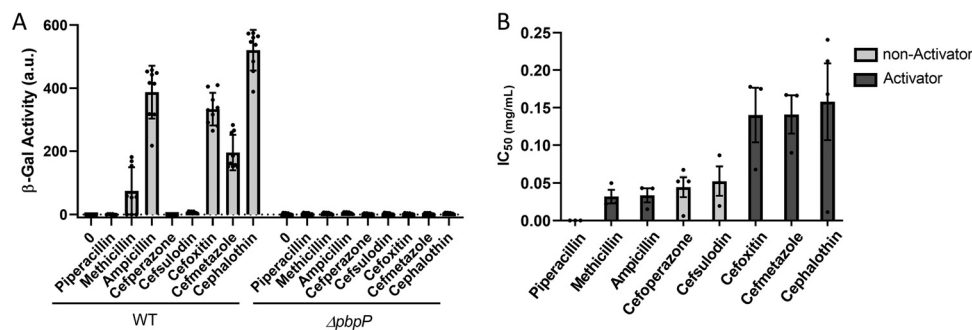 A
β-Gal Activity (a.u.)
600
400
200
0
0
Piperacillin
Methicillin
Ampicillin
Cefperazone
Cefsulodin
Cefoxitin
Cefmetazole
Cephalothin
0
Piperacillin
Methicillin
Ampicillin
Cefperazone
Cefsulodin
Cefoxitin
Cefmetazole
Cephalothin
WT
ΔpbpP
B
IC50 (mg/mL)
0.25
0.20
0.15
0.10
0.05
0.00
Piperacillin
Methicillin
Ampicillin
Cefoperazone
Cefsulodin
Cefoxitin
Cefmetazole
Cephalothin
non-Activator
Activator